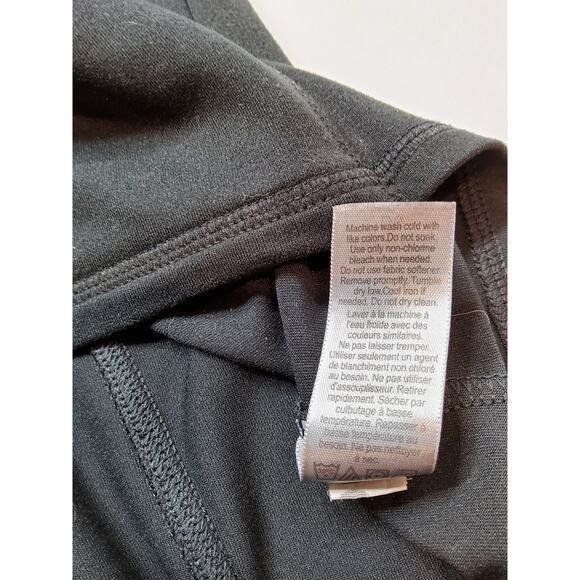 Machine wash cold with
like colors.Do not soak.
Use only non-chlorine
bleach when needed.
Do not use fabric softener.
Remove promptly. Tumble
dry low.Cool iron if
needed. Do not dry clean.
Laver à la machine à
l'eau froide avec des
couleurs similaires.
Ne pas laisser tremper.
Utiliser seulement un agent
de blanchiment non chloré
au besoin. Ne pas utiliser
d'assouplisseur. Retirer
rapidement. Sécher par
culbutage à basse
température. Repasser à
basse température au
besoin. Ne pas nettoyer
à sec.